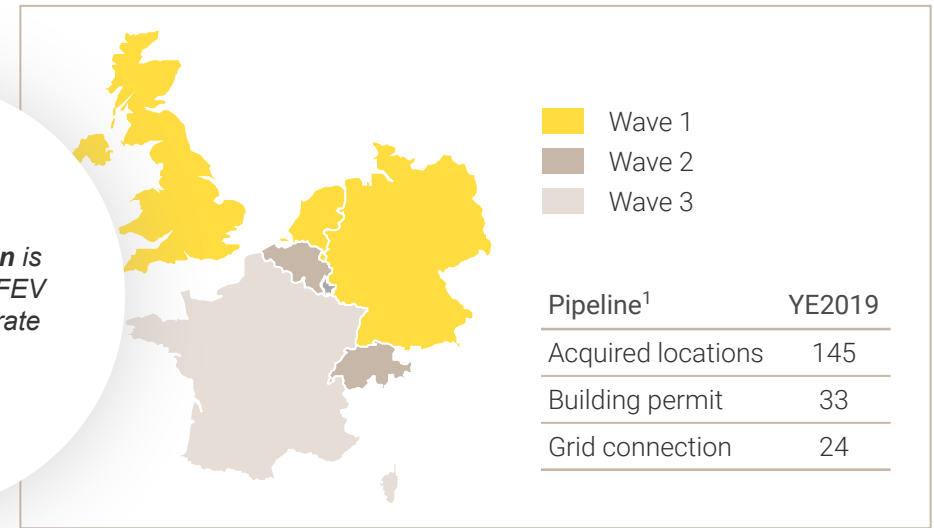 n is
FEV
rate
Wave 1
Wave 2
Wave 3
Pipeline1 YE2019
Acquired locations 145
Building permit 33
Grid connection 24